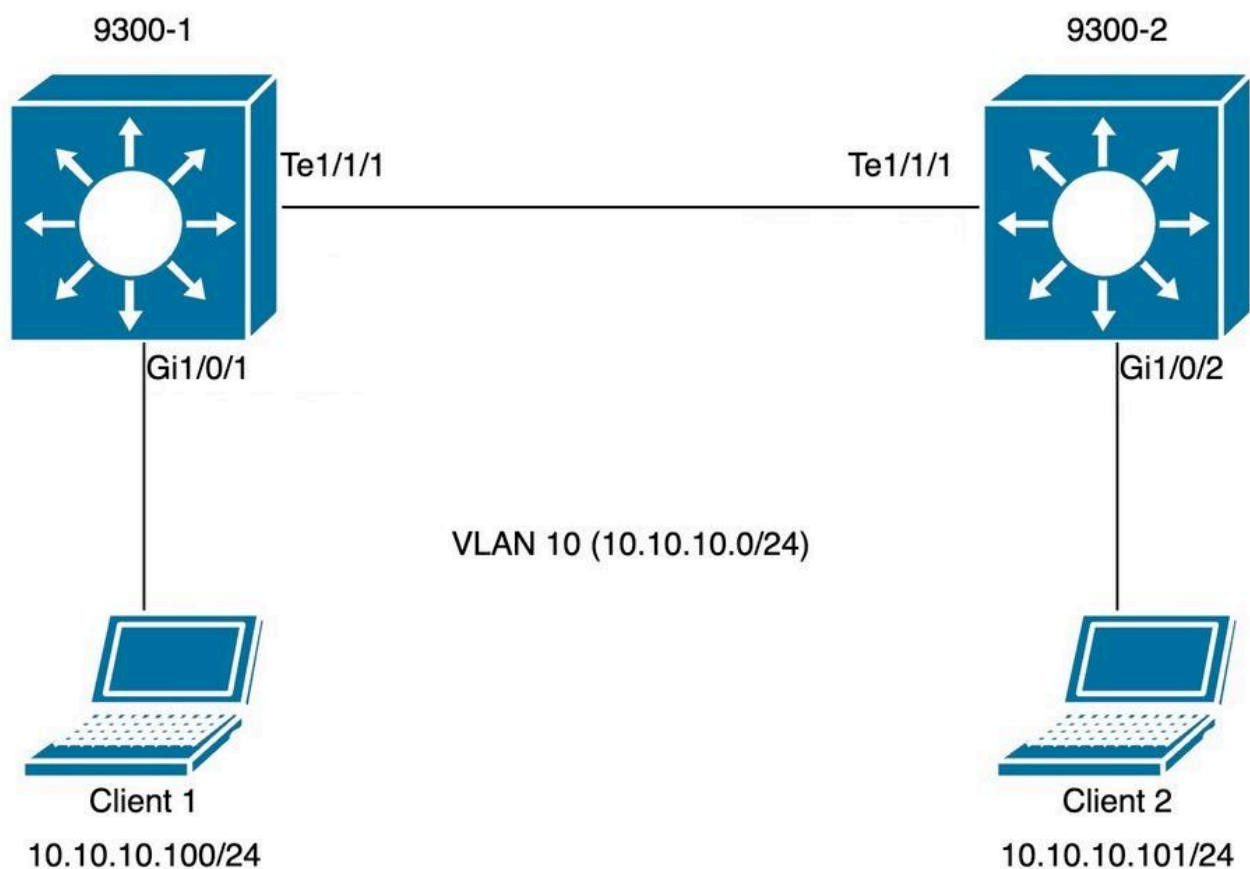 9300-1
9300-2
Te1/1/1
Te1/1/1
Gi1/0/1
Gi1/0/2
VLAN 10 (10.10.10.0/24)
Client 1
Client 2
10.10.10.100/24
10.10.10.101/24